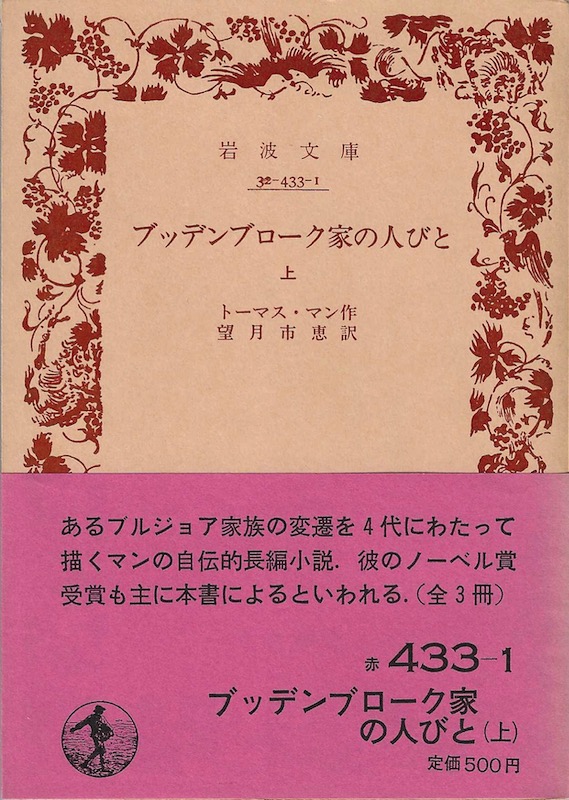 岩波文庫
32-433-1
ブッデンブローク家の人びと
上
トーマス・マン作
望月市恵訳
あるブルジョア家族の変遷を4代にわたって
描くマンの自伝的長編小説．彼のノーベル賞
受賞も主に本書によるといわれる．（全3冊）
赤 433-1
ブッデンブローク家
の人びと（上）
定価500円